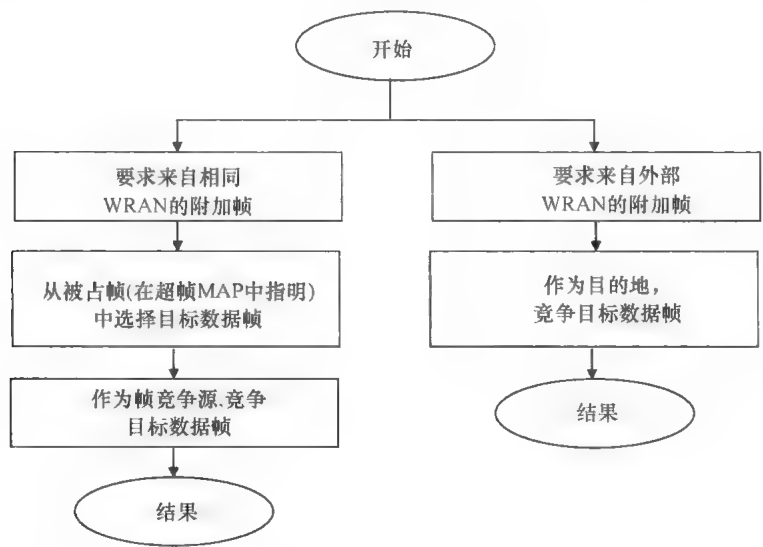 开始
要求来自相同
WRAN的附加帧
要求来自外部
WRAN的附加帧
从被占帧(在超帧MAP中指明)
中选择目标数据帧
作为目的地,
竞争目标数据帧
作为帧竞争源、竞争
目标数据帧
结果
结果